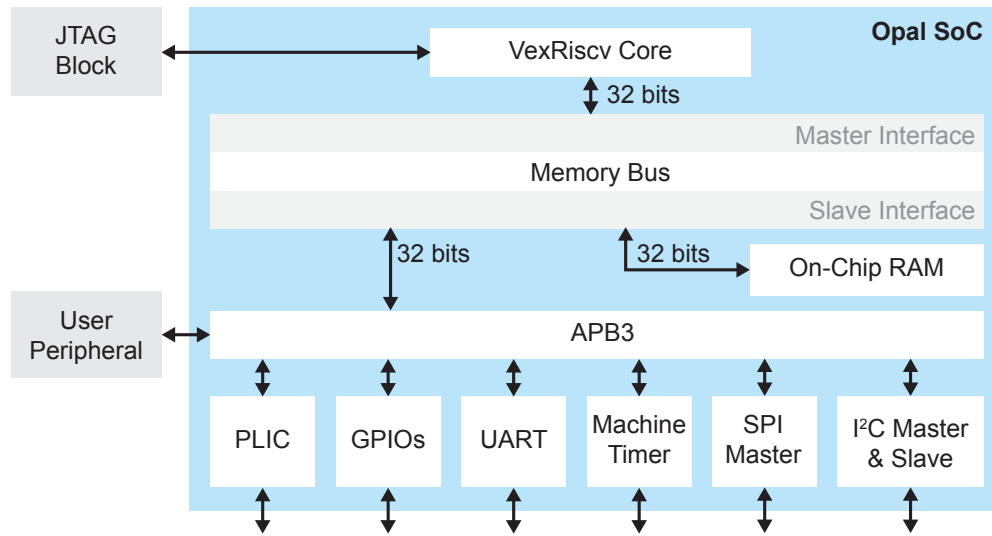 JTAG
Block
VexRiscv Core
Opal SoC
32 bits
Master Interface
Memory Bus
Slave Interface
32 bits
32 bits
On-Chip RAM
User
Peripheral
APB3
PLIC
GPIOs
UART
Machine
Timer
SPI
Master
I²C Master
& Slave